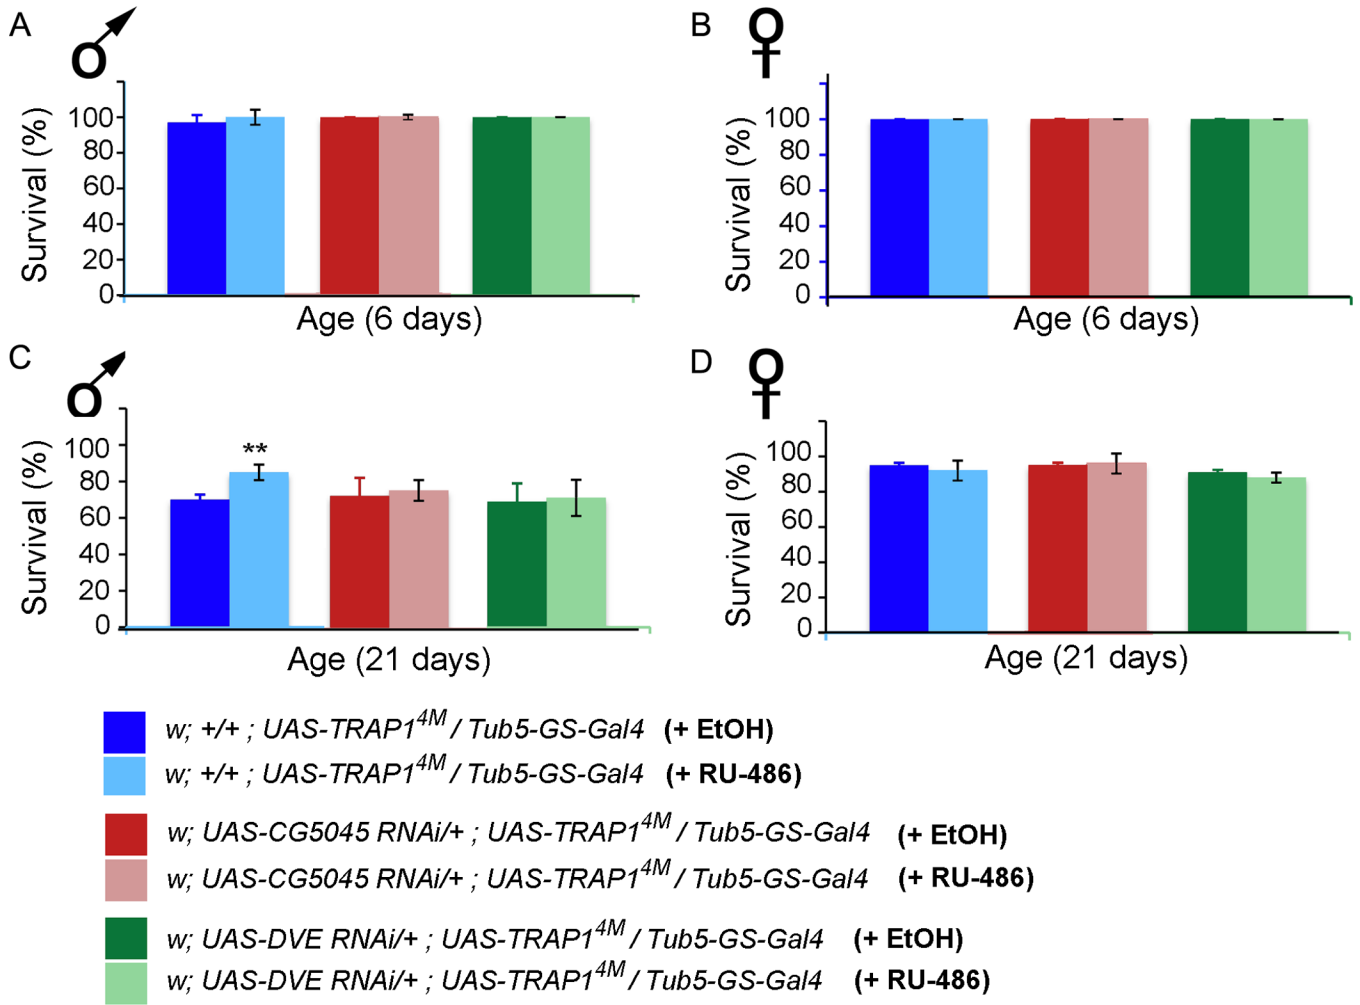 A
♂
Survival (%)
100
80
60
40
20
0
Age (6 days)
B
♀
Survival (%)
100
80
60
40
20
0
Age (6 days)
C
♂
Survival (%)
100
80
60
40
20
0
**
Age (21 days)
D
♀
Survival (%)
100
80
60
40
20
0
Age (21 days)
w; +/+ ; UAS-TRAP1^4M / Tub5-GS-Gal4 (+ EtOH)
w; +/+ ; UAS-TRAP1^4M / Tub5-GS-Gal4 (+ RU-486)
w; UAS-CG5045 RNAi/+ ; UAS-TRAP1^4M / Tub5-GS-Gal4 (+ EtOH)
w; UAS-CG5045 RNAi/+ ; UAS-TRAP1^4M / Tub5-GS-Gal4 (+ RU-486)
w; UAS-DVE RNAi/+ ; UAS-TRAP1^4M / Tub5-GS-Gal4 (+ EtOH)
w; UAS-DVE RNAi/+ ; UAS-TRAP1^4M / Tub5-GS-Gal4 (+ RU-486)